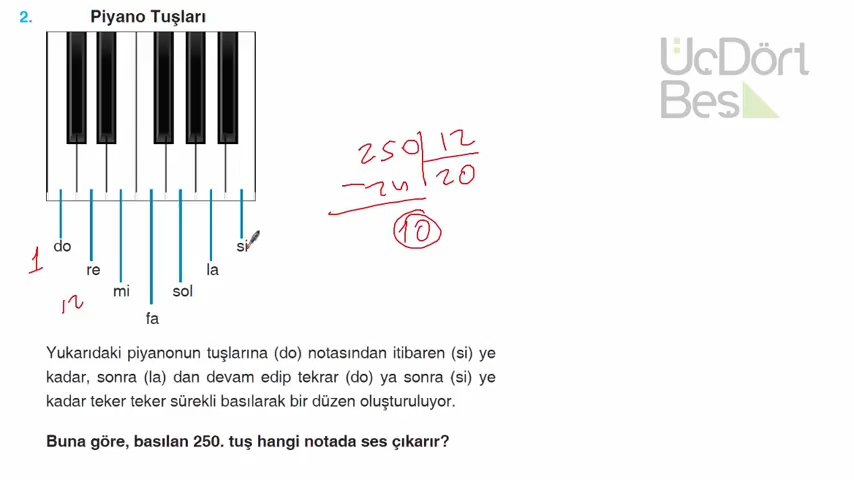 2. Piyano Tuşları
ÜçDört
Beş
250 12
-24 20
10
do
si
1
re
la
mi
sol
12
fa
Yukarıdaki piyanonun tuşlarına (do) notasından itibaren (si) ye
kadar, sonra (la) dan devam edip tekrar (do) ya sonra (si) ye
kadar teker teker sürekli basılarak bir düzen oluşturuluyor.
Buna göre, basılan 250. tuş hangi notada ses çıkarır?